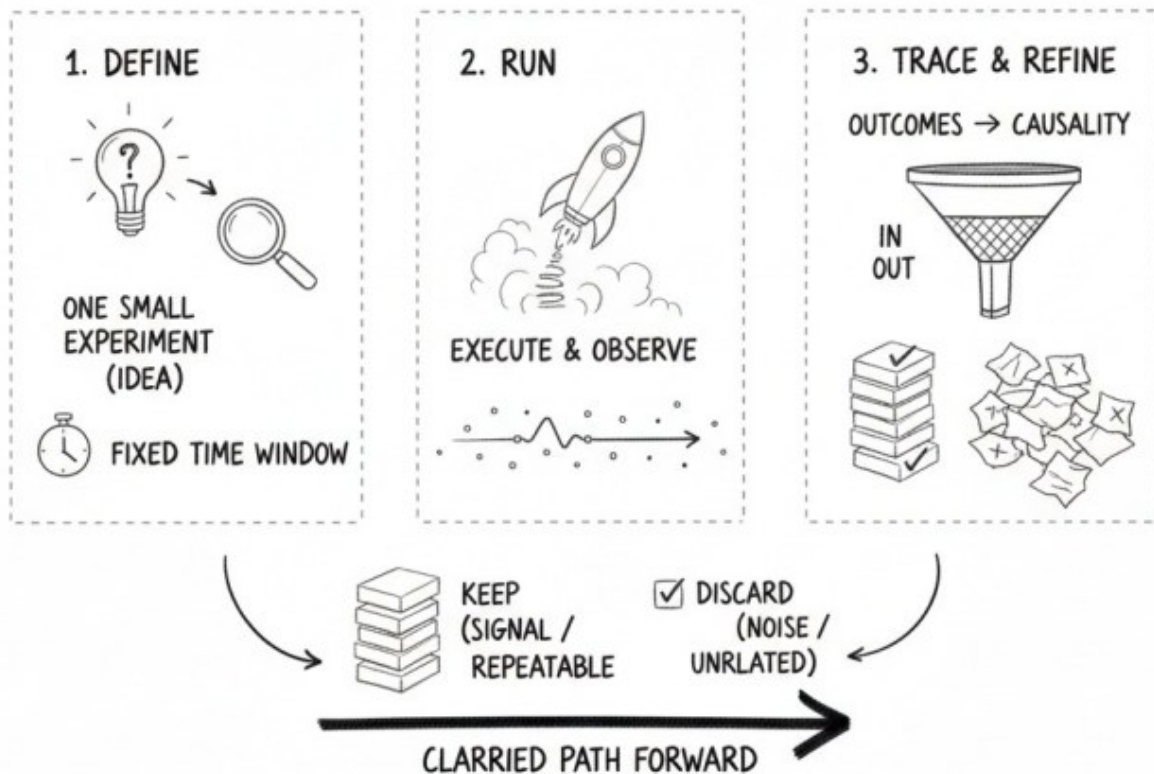 1. DEFINE
?
ONE SMALL
EXPERIMENT
(IDEA)
FIXED TIME WINDOW
2. RUN
EXECUTE & OBSERVE
3. TRACE & REFINE
OUTCOMES → CAUSALITY
IN
OUT
KEEP
(SIGNAL /
REPEATABLE
DISCARD
(NOISE /
UNRLATED)
CLARRIED PATH FORWARD